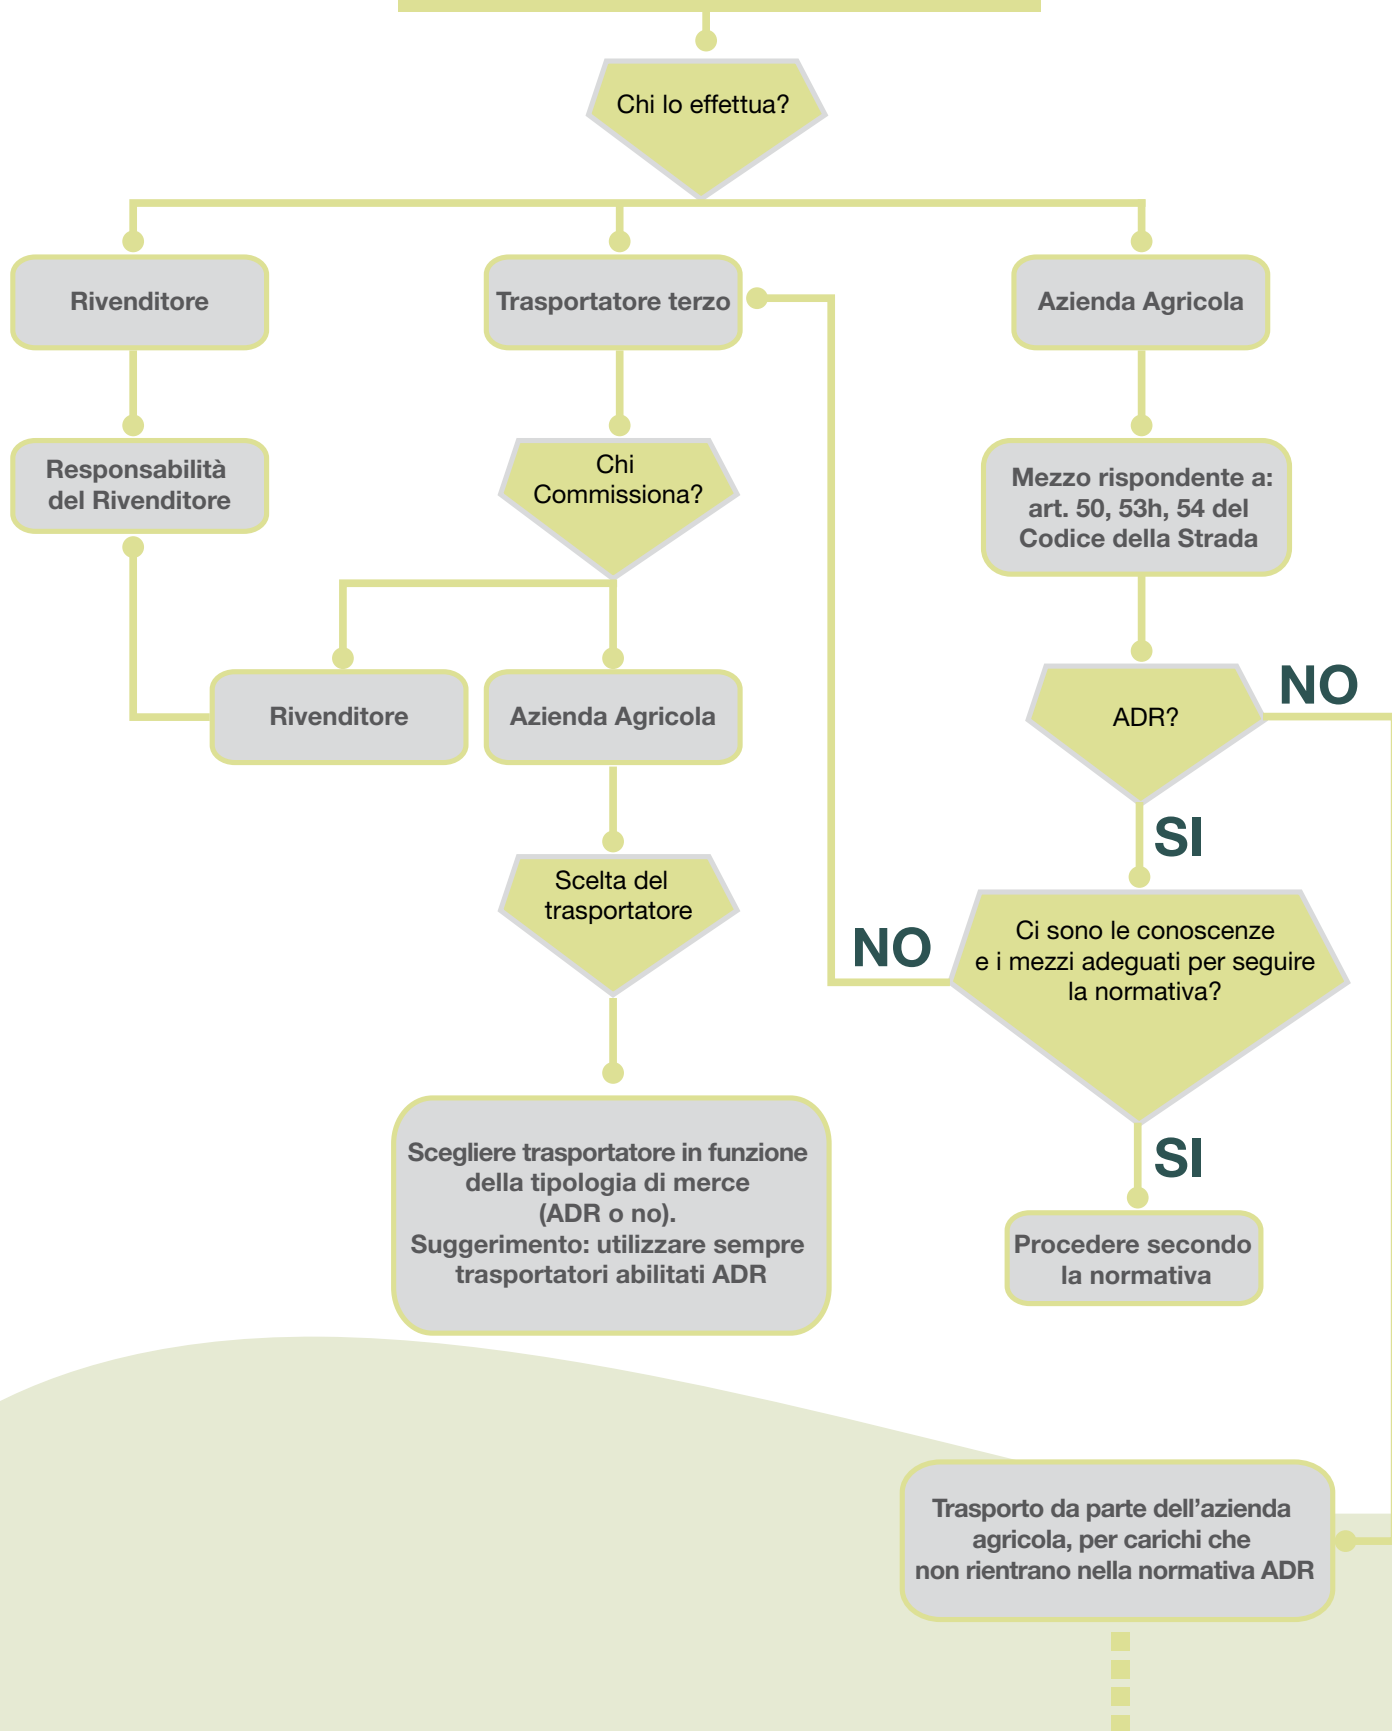 Chi lo effettua?
Rivenditore
Trasportatore terzo
Azienda Agricola
Responsabilità
del Rivenditore
Chi
Commissiona?
Mezzo rispondente a:
art. 50, 53h, 54 del
Codice della Strada
Rivenditore
Azienda Agricola
ADR?
NO
SI
Scelta del
trasportatore
NO
Ci sono le conoscenze
e i mezzi adeguati per seguire
la normativa?
SI
Scegliere trasportatore in funzione
della tipologia di merce
(ADR o no).
Suggerimento: utilizzare sempre
trasportatori abilitati ADR
Procedere secondo
la normativa
Trasporto da parte dell’azienda
agricola, per carichi che
non rientrano nella normativa ADR